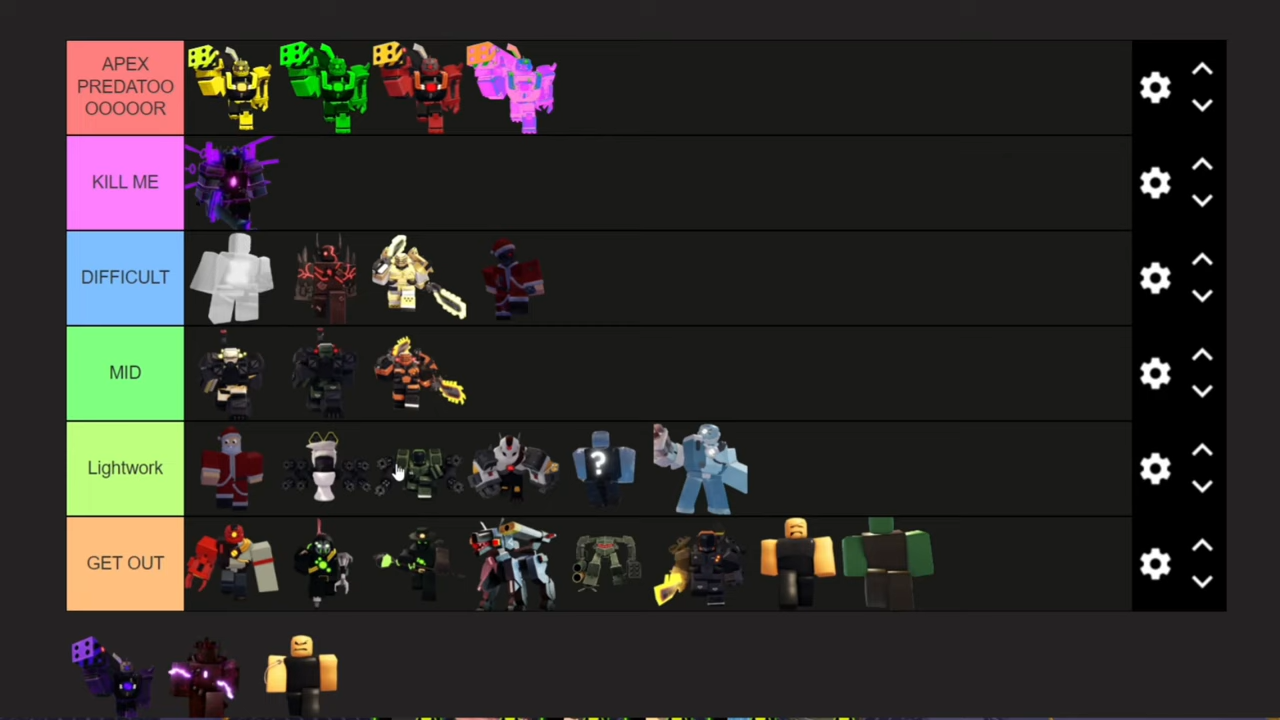 APEX
PREDATOO
OOOOOR
KILL ME
DIFFICULT
MID
Lightwork
?
GET OUT